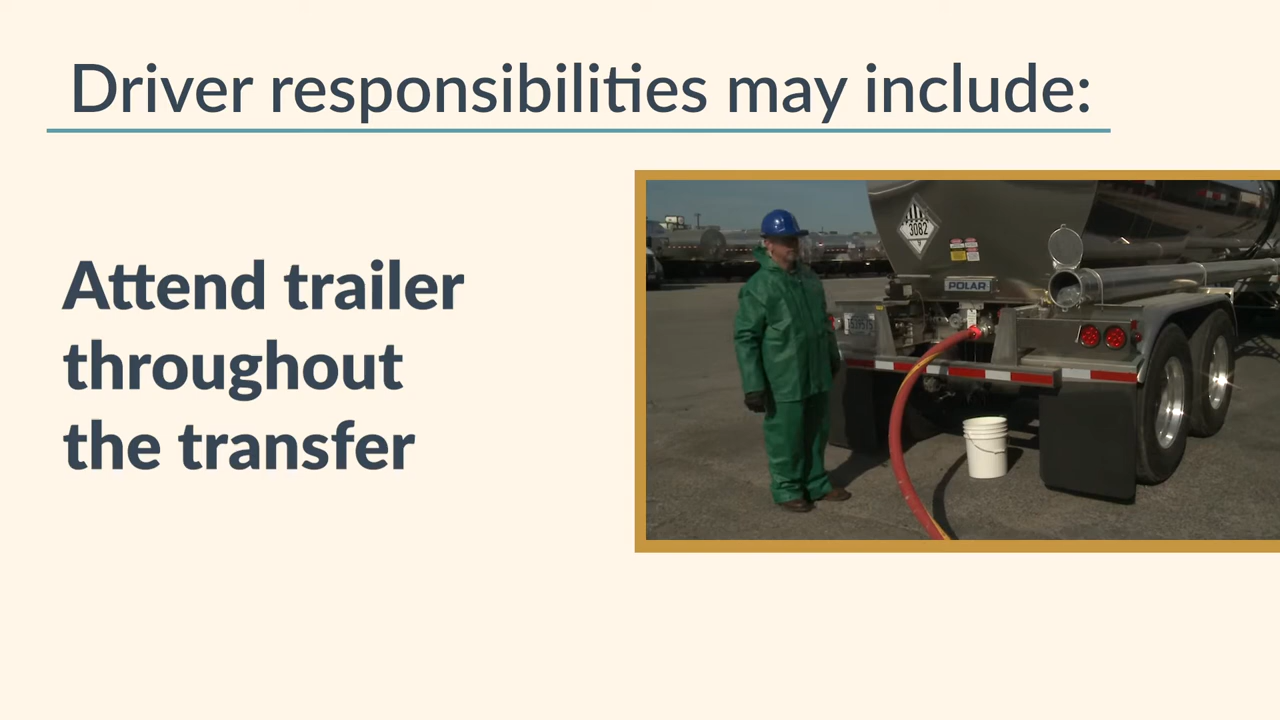 Driver responsibilities may include:
Attend trailer
throughout
the transfer
3082
POLAR